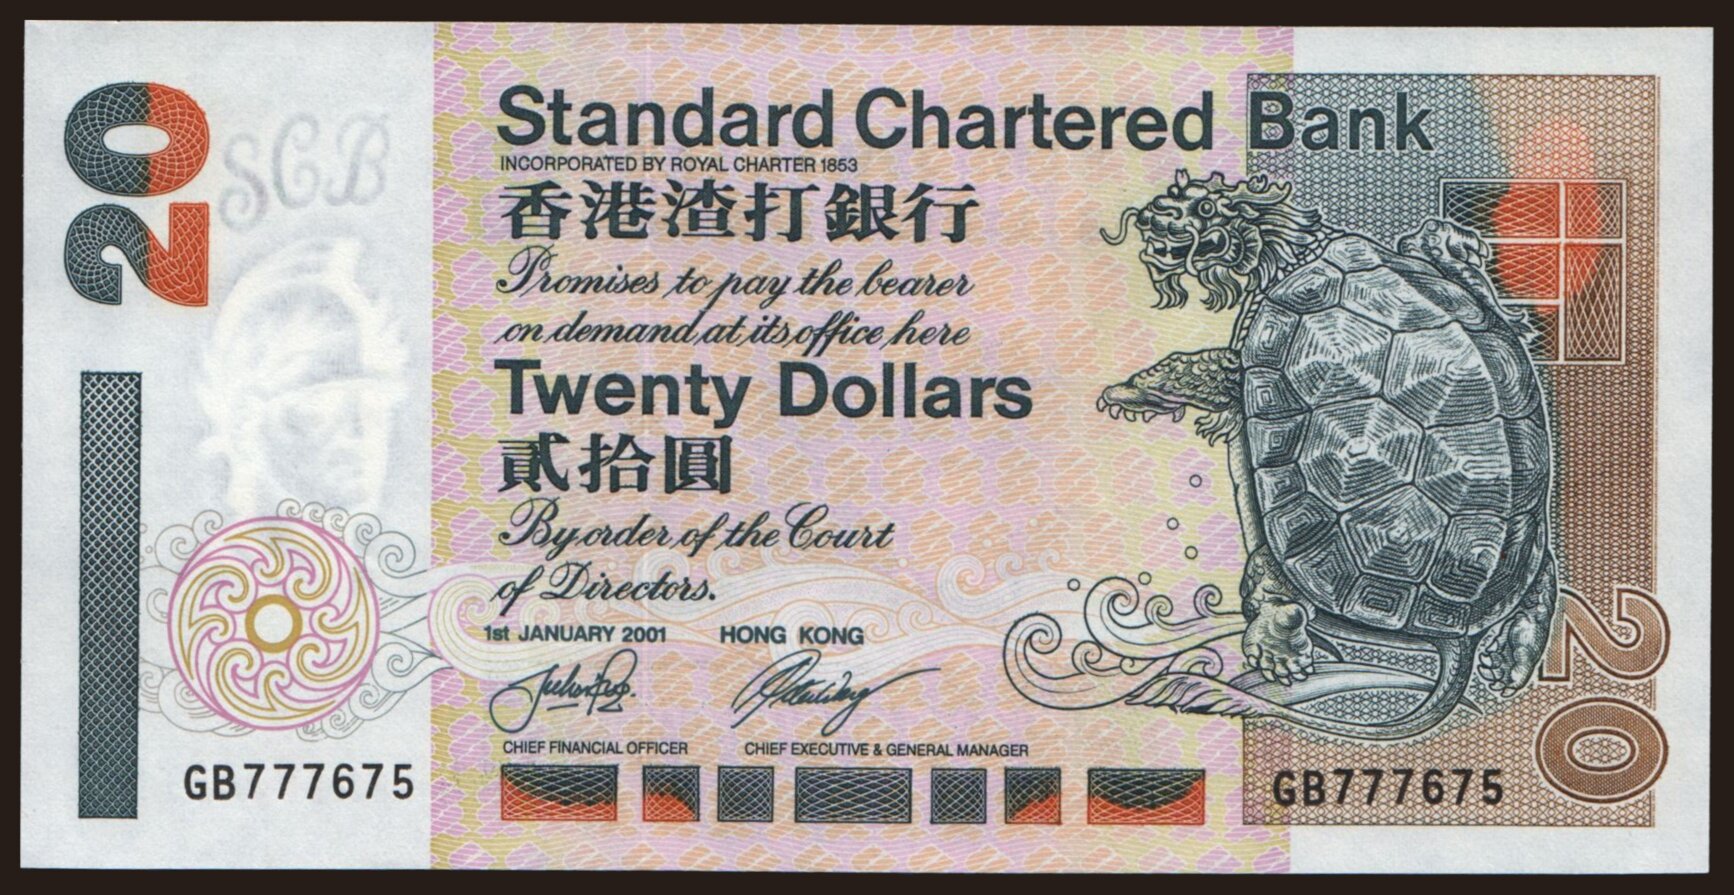 20
SCB
Standard Chartered Bank
INCORPORATED BY ROYAL CHARTER 1853
香港渣打銀行
Promises to pay the bearer
on demand at its office here
Twenty Dollars
貳拾圓
By order of the Court
of Directors.
1st JANUARY 2001 HONG KONG
CHIEF FINANCIAL OFFICER CHIEF EXECUTIVE & GENERAL MANAGER
GB777675 GB777675
20